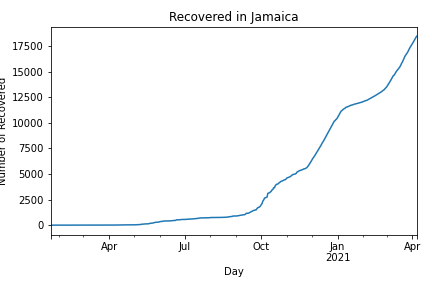 Recovered in Jamaica
Number of Recovered
17500
15000
12500
10000
7500
5000
2500
0
Apr
Jul
Oct
Jan
2021
Apr
Day